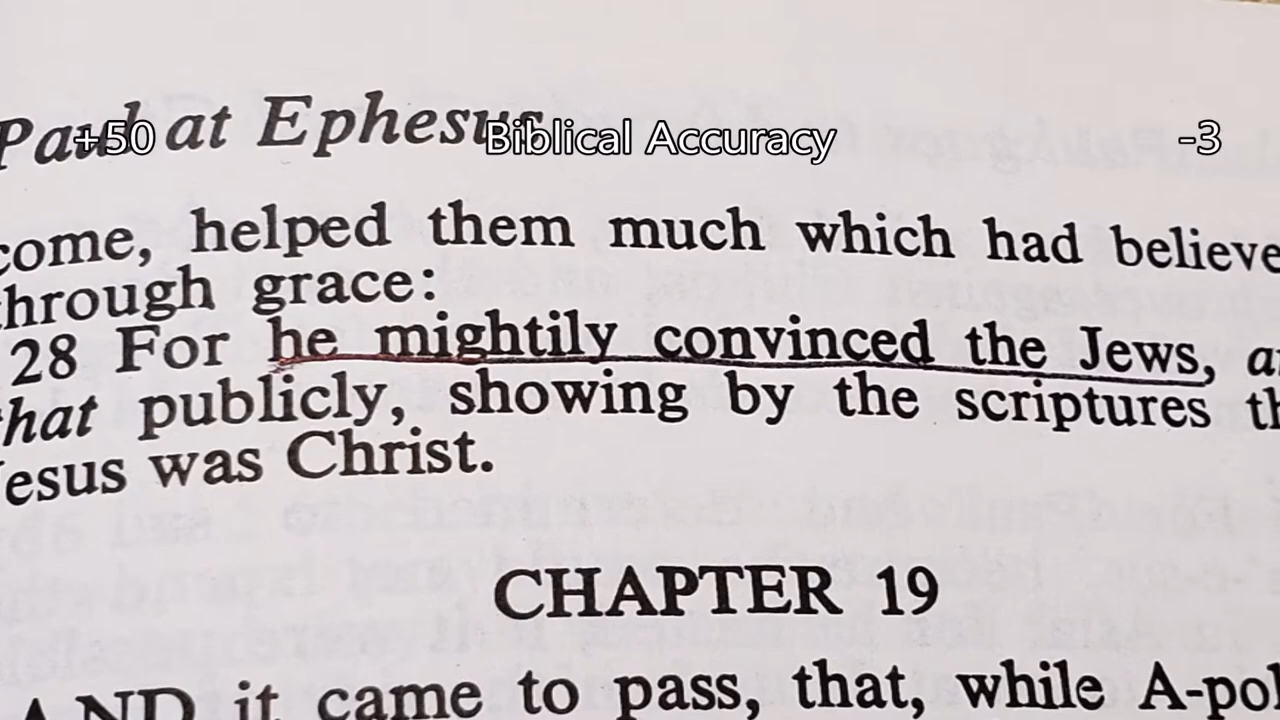 Paul at Ephesus
+50 Biblical Accuracy -3
come, helped them much which had believe
through grace:
28 For he mightily convinced the Jews, a
that publicly, showing by the scriptures th
Jesus was Christ.
CHAPTER 19
AND it came to pass, that, while A-pol